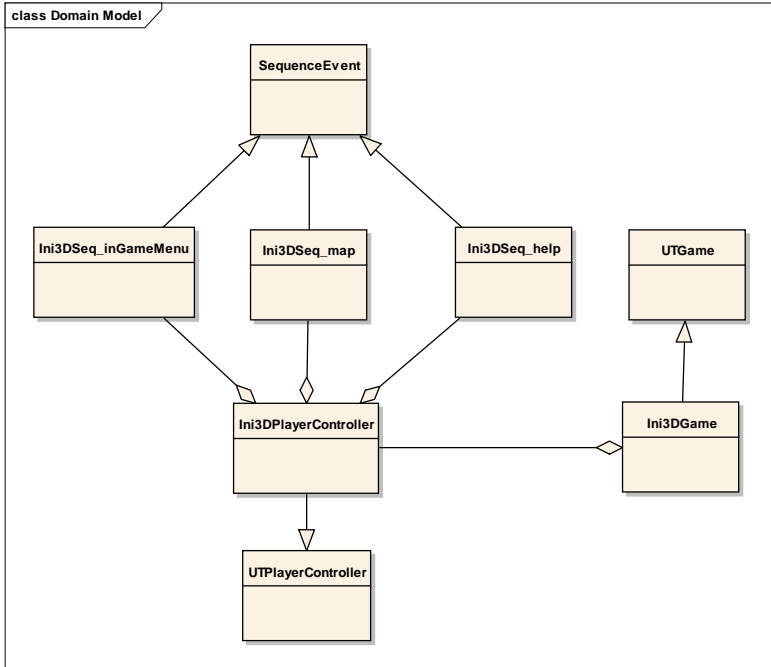 class Domain Model
SequenceEvent
Ini3DSeq_inGameMenu
Ini3DSeq_map
Ini3DSeq_help
UTGame
Ini3DPlayerController
Ini3DGame
UTPlayerController